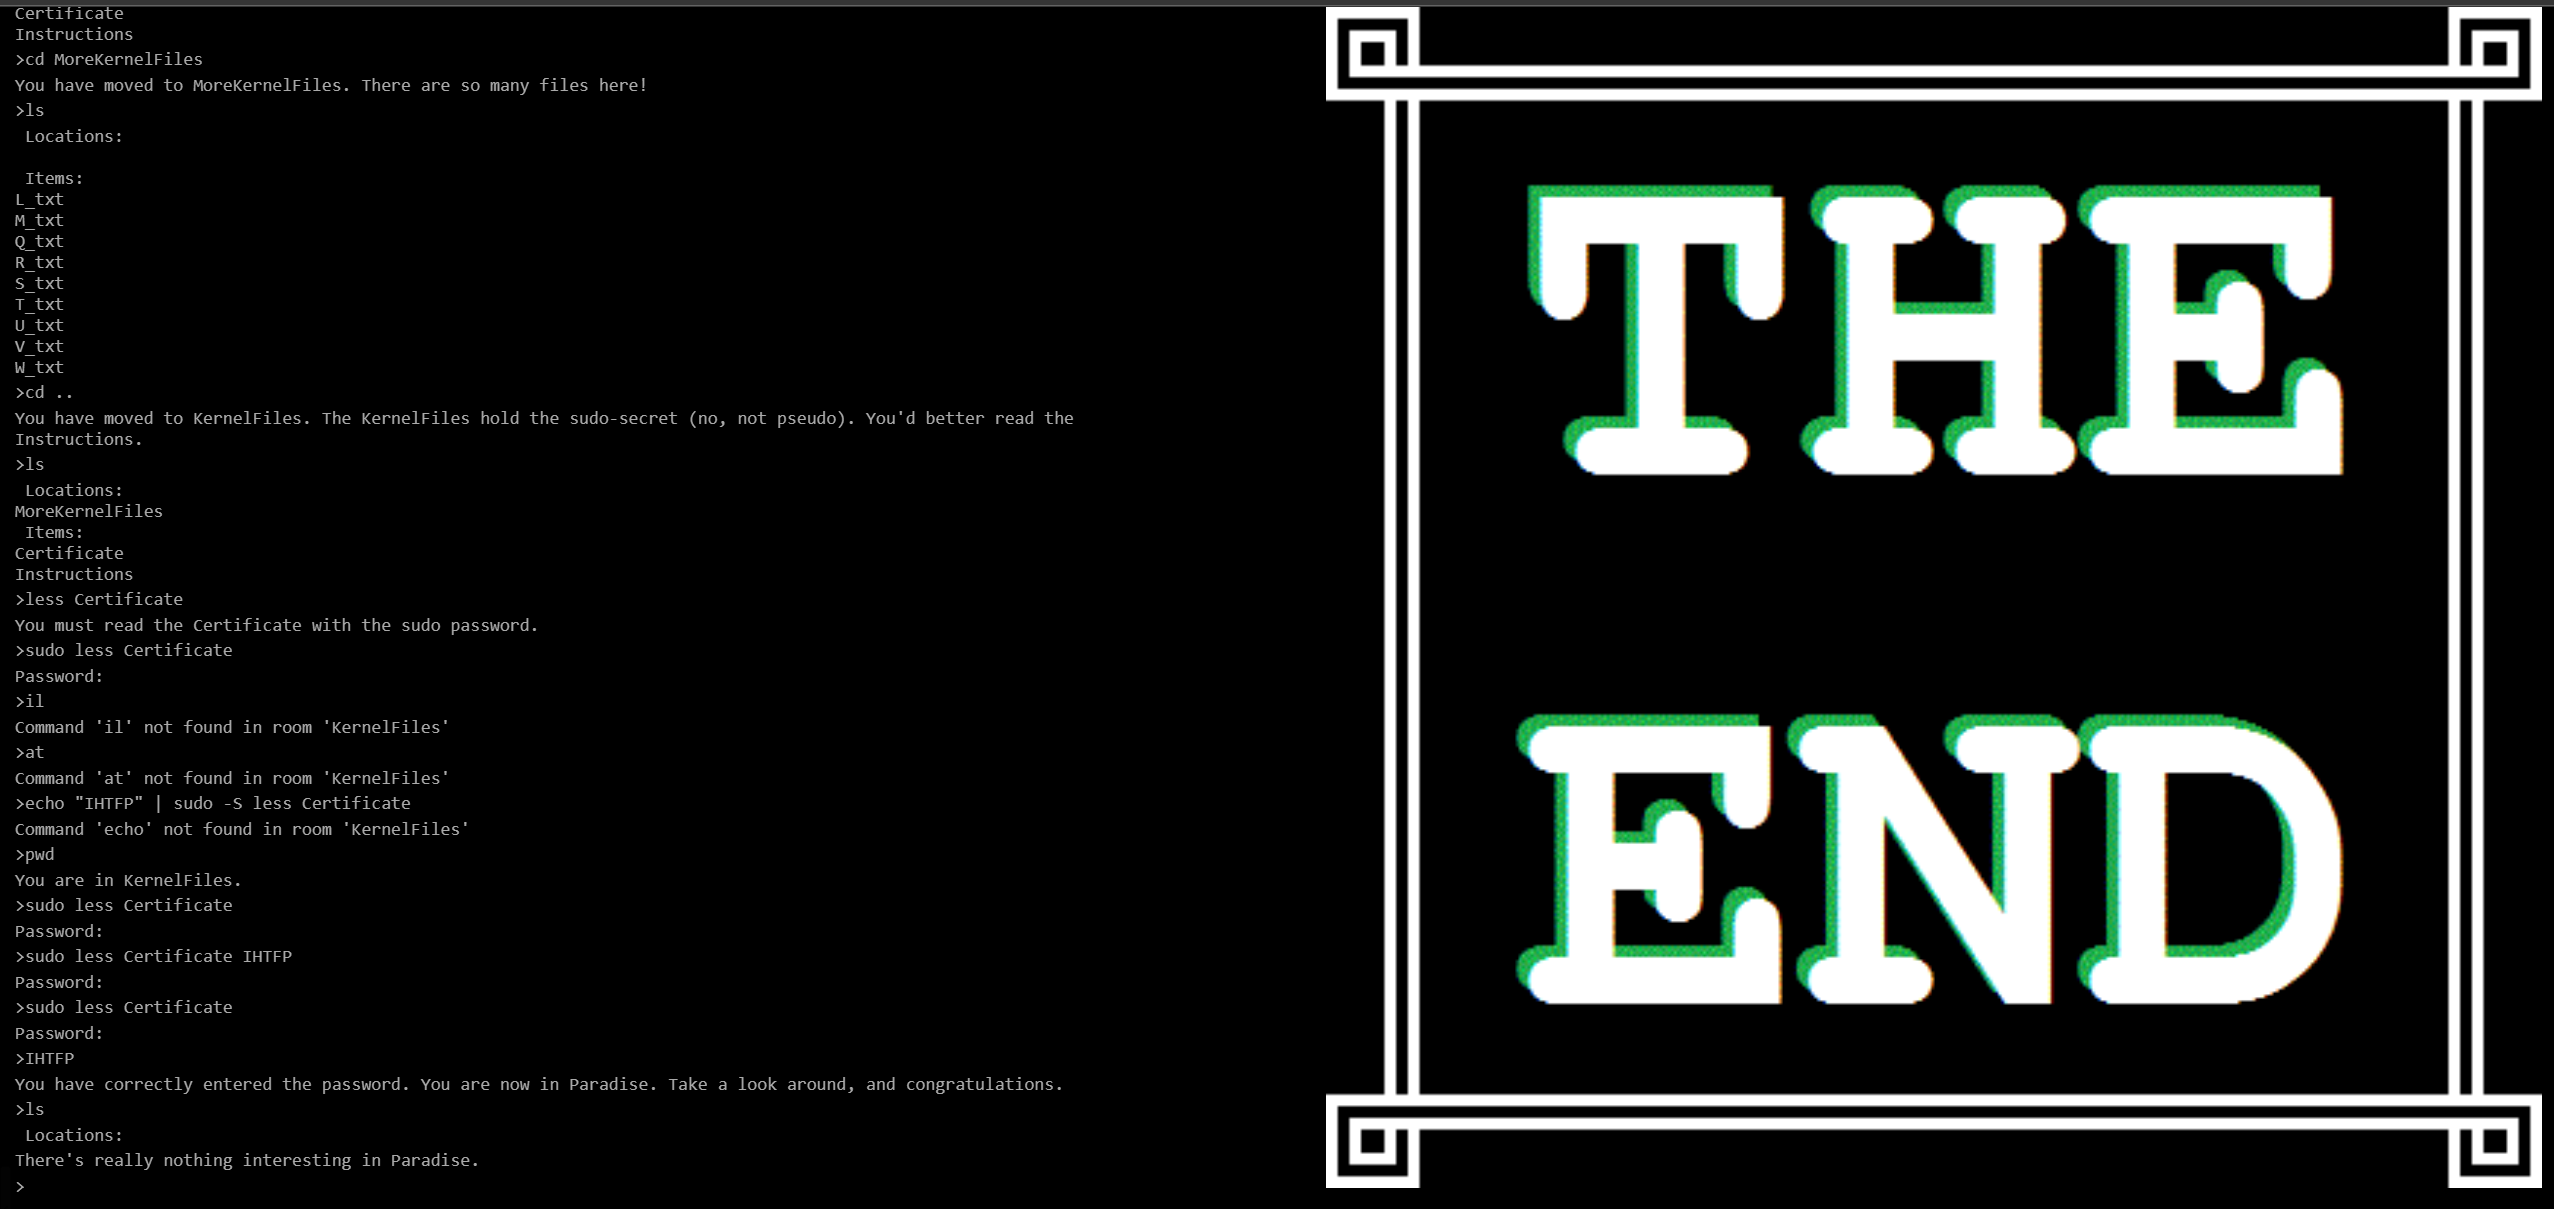 Certificate
Instructions
>cd MoreKernelFiles
You have moved to MoreKernelFiles. There are so many files here!
>ls
 Locations:

 Items:
L_txt
M_txt
Q_txt
R_txt
S_txt
T_txt
U_txt
V_txt
W_txt
>cd ..
You have moved to KernelFiles. The KernelFiles hold the sudo-secret (no, not pseudo). You'd better read the
Instructions.
>ls
 Locations:
MoreKernelFiles
 Items:
Certificate
Instructions
>less Certificate
You must read the Certificate with the sudo password.
>sudo less Certificate
Password:
>il
Command 'il' not found in room 'KernelFiles'
>at
Command 'at' not found in room 'KernelFiles'
>echo "IHTFP" | sudo -S less Certificate
Command 'echo' not found in room 'KernelFiles'
>pwd
You are in KernelFiles.
>sudo less Certificate
Password:
>sudo less Certificate IHTFP
Password:
>sudo less Certificate
Password:
>IHTFP
You have correctly entered the password. You are now in Paradise. Take a look around, and congratulations.
>ls
 Locations:
There's really nothing interesting in Paradise.
>
THE
END